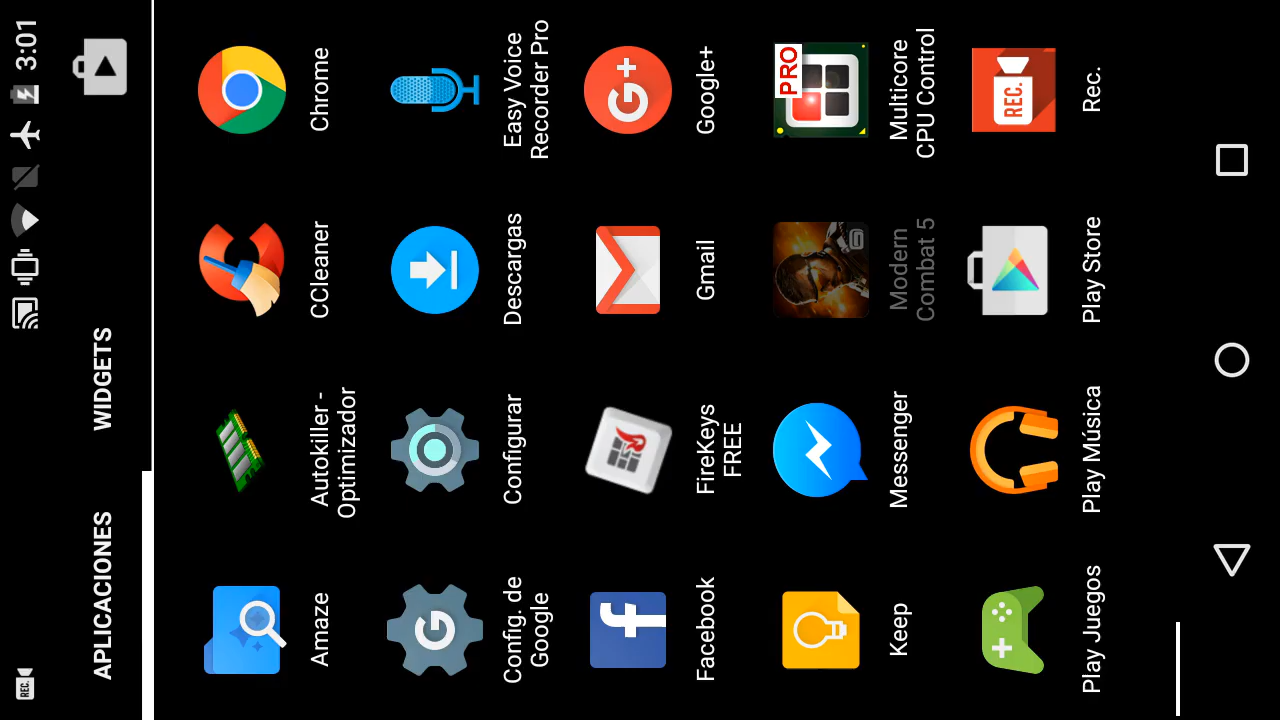 REC.
3:01
APLICACIONES
WIDGETS
Amaze
Autokiller -
Optimizador
CCleaner
Chrome
Config. de
Google
Configurar
Descargas
Easy Voice
Recorder Pro
Facebook
FireKeys
FREE
Gmail
G+
Google+
Keep
Messenger
Modern
Combat 5
PRO
Multicore
CPU Control
Play Juegos
Play Música
Play Store
REC.
Rec.